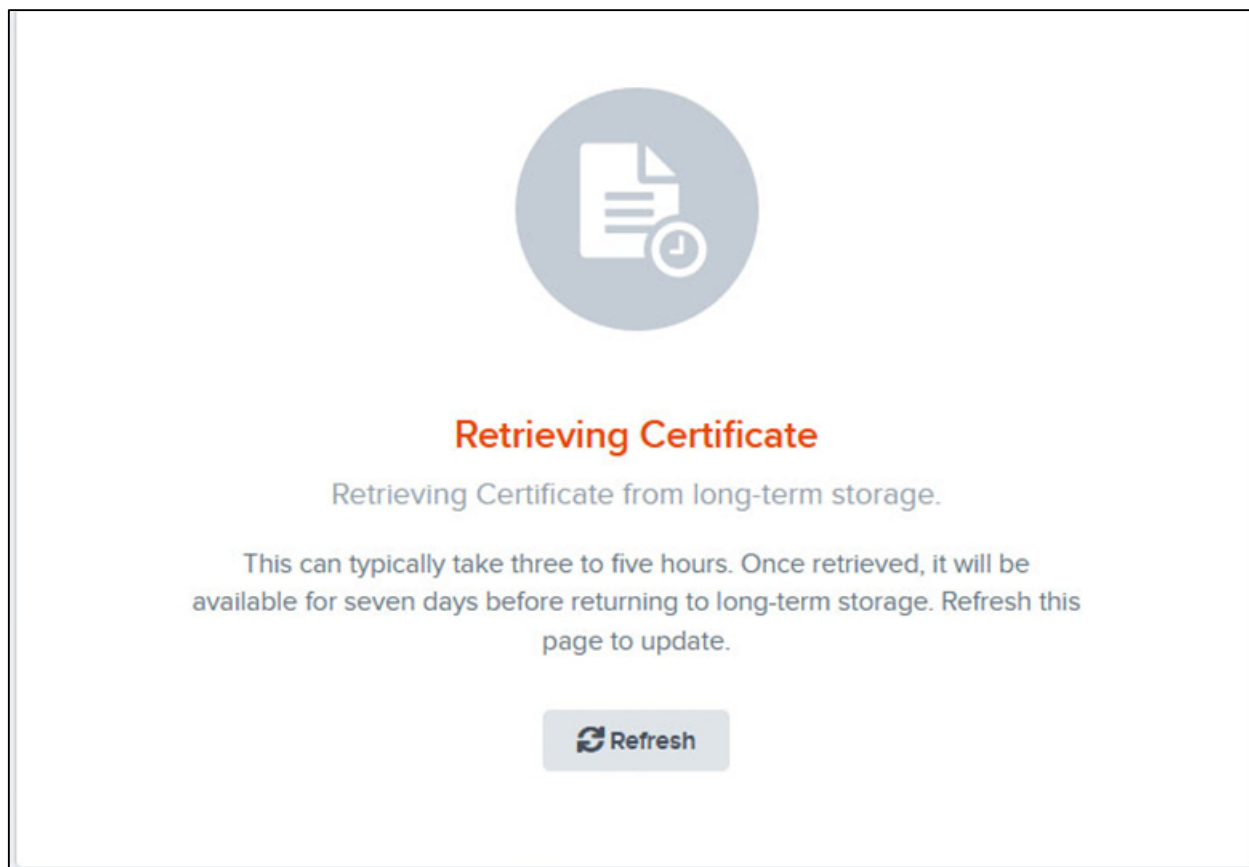 Retrieving Certificate
Retrieving Certificate from long-term storage.
This can typically take three to five hours. Once retrieved, it will be
available for seven days before returning to long-term storage. Refresh this
page to update.
Refresh